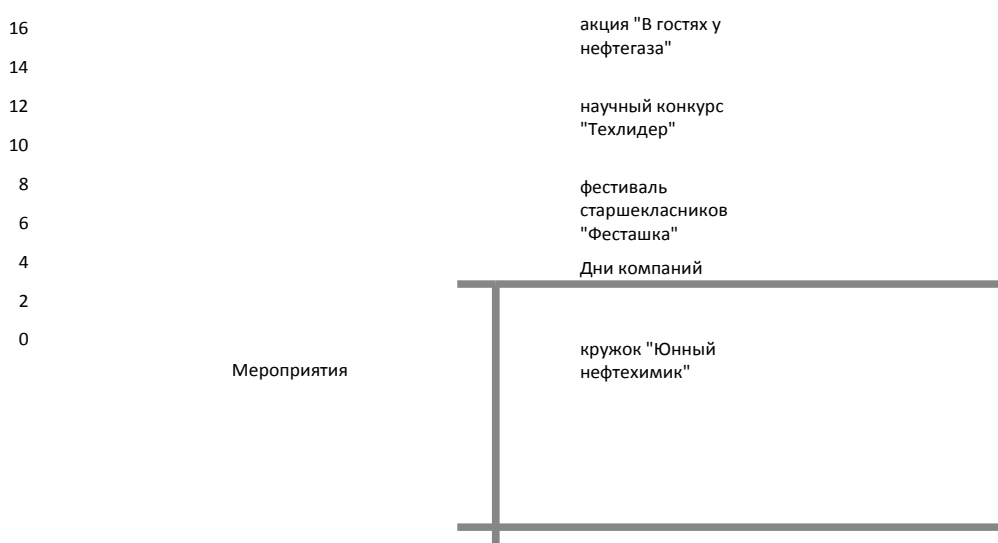 16
14
12
10
8
6
4
2
0
Мероприятия
акция "В гостях у
нефтегаза"
научный конкурс
"Техлидер"
фестиваль
старшекласников
"Фесташка"
Дни компаний
кружок "Юнный
нефтехимик"